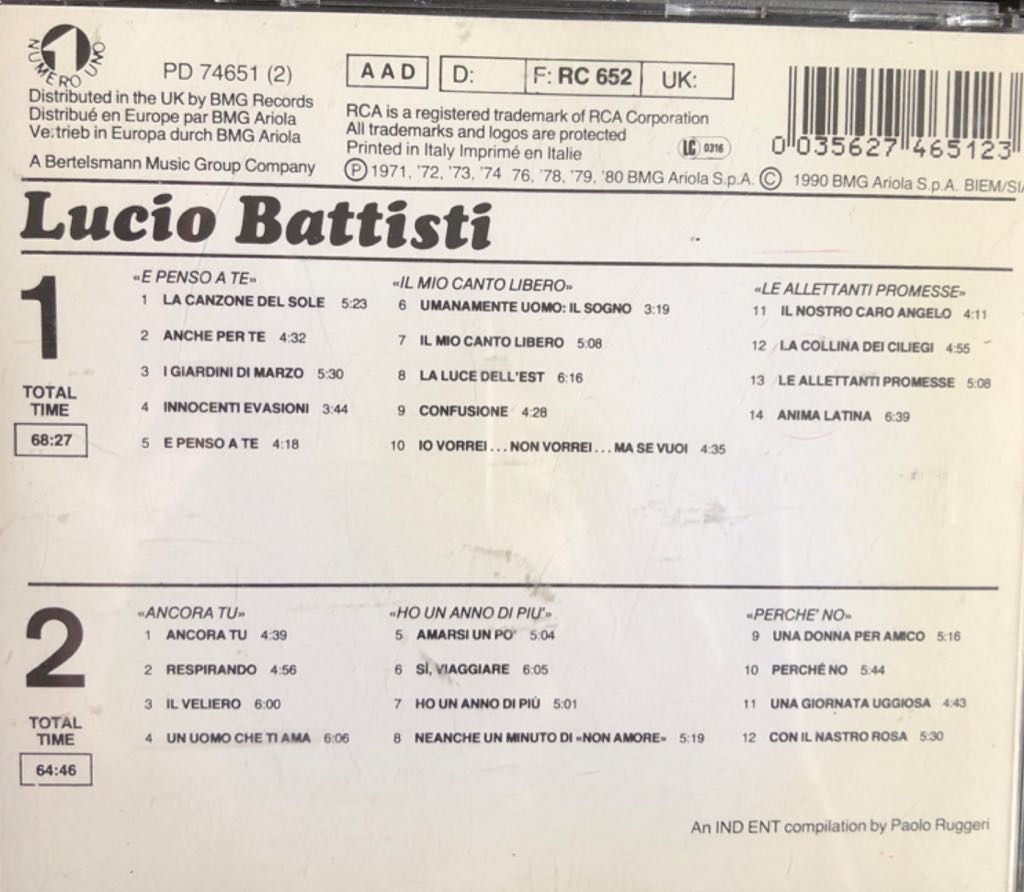 1
NUMERO UNO
PD 74651 (2)
Distributed in the UK by BMG Records
Distribué en Europe par BMG Ariola
Vertrieb in Europa durch BMG Ariola
A Bertelsmann Music Group Company
AAD
D: F: RC 652 UK:
RCA is a registered trademark of RCA Corporation
All trademarks and logos are protected
Printed in Italy Imprimé en Italie
LC 0316
Ⓟ 1971, '72, '73, '74 76, '78, '79, '80 BMG Ariola S.p.A. Ⓒ 1990 BMG Ariola S.p.A. BIEM/SIA
0 035627 465123
Lucio Battisti
1
TOTAL
TIME
68:27
«E PENSO A TE»
1 LA CANZONE DEL SOLE 5:23
2 ANCHE PER TE 4:32
3 I GIARDINI DI MARZO 5:30
4 INNOCENTI EVASIONI 3:44
5 E PENSO A TE 4:18
«IL MIO CANTO LIBERO»
6 UMANAMENTE UOMO: IL SOGNO 3:19
7 IL MIO CANTO LIBERO 5:08
8 LA LUCE DELL'EST 6:16
9 CONFUSIONE 4:28
10 IO VORREI... NON VORREI... MA SE VUOI 4:35
«LE ALLETTANTI PROMESSE»
11 IL NOSTRO CARO ANGELO 4:11
12 LA COLLINA DEI CILIEGI 4:55
13 LE ALLETTANTI PROMESSE 5:08
14 ANIMA LATINA 6:39
2
TOTAL
TIME
64:46
«ANCORA TU»
1 ANCORA TU 4:39
2 RESPIRANDO 4:56
3 IL VELIERO 6:00
4 UN UOMO CHE TI AMA 6:06
«HO UN ANNO DI PIU'»
5 AMARSI UN PO' 5:04
6 SÍ, VIAGGIARE 6:05
7 HO UN ANNO DI PIÙ 5:01
8 NEANCHE UN MINUTO DI «NON AMORE» 5:19
«PERCHE' NO»
9 UNA DONNA PER AMICO 5:16
10 PERCHÉ NO 5:44
11 UNA GIORNATA UGGIOSA 4:43
12 CON IL NASTRO ROSA 5:30
An IND ENT compilation by Paolo Ruggeri